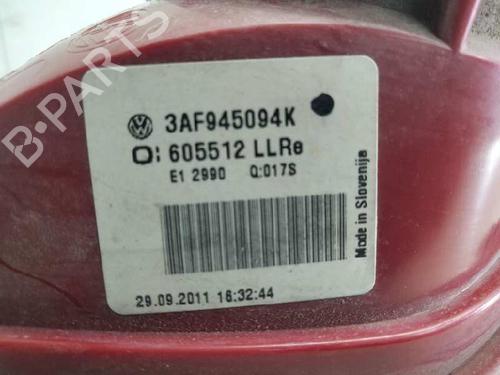 B-PARTS
3AF945094K
O: 605512 LLRe
E1 2990 Q:017S
29.09.2011 16:32:44
Made in Slovenija